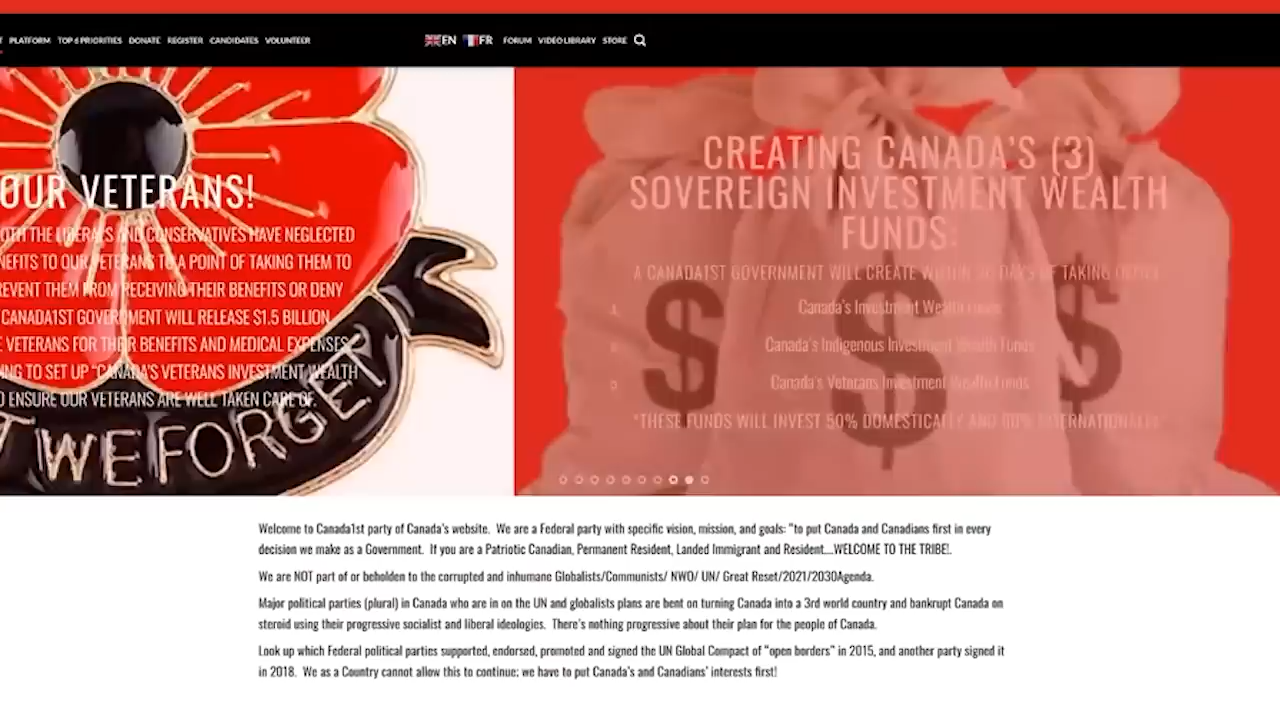 PLATFORM TOP 6 PRIORITIES DONATE REGISTER CANDIDATES VOLUNTEER EN FR FORUM VIDEO LIBRARY STORE
OUR VETERANS!
BOTH THE LIBERALS AND CONSERVATIVES HAVE NEGLECTED
TO OUR VETERANS TO A POINT OF TAKING THEM TO
THEM FROM RECEIVING THEIR BENEFITS OR DENY
CANADA1ST GOVERNMENT WILL RELEASE $1.5 BILLION
VETERANS FOR THEIR BENEFITS AND MEDICAL EXPENSES
TO SET UP "CANADA'S VETERANS INVESTMENT WEALTH
ENSURE OUR VETERANS ARE WELL TAKEN CARE OF.
WE FORGET
CREATING CANADA'S (3)
SOVEREIGN INVESTMENT WEALTH
FUNDS:
A CANADA1ST GOVERNMENT WILL CREATE WITHIN DAYS OF TAKING
Canada's Investment Wealth Funds
Canada's Indigenous Investment Wealth Funds
Canada's Veterans Investment Wealth Funds
*THESE FUNDS WILL INVEST 50% DOMESTICALLY AND INTERNATIONALLY
Welcome to Canada1st party of Canada's website. We are a Federal party with specific vision, mission, and goals: "to put Canada and Canadians first in every
decision we make as a Government. If you are a Patriotic Canadian, Permanent Resident, Landed Immigrant and Resident....WELCOME TO THE TRIBE!.
We are NOT part of or beholden to the corrupted and inhumane Globalists/Communists/ NWO/ UN/ Great Reset/2021/2030Agenda.
Major political parties (plural) in Canada who are in on the UN and globalists plans are bent on turning Canada into a 3rd world country and bankrupt Canada on
steroid using their progressive socialist and liberal ideologies. There's nothing progressive about their plan for the people of Canada.
Look up which Federal political parties supported, endorsed, promoted and signed the UN Global Compact of "open borders" in 2015, and another party signed it
in 2018. We as a Country cannot allow this to continue; we have to put Canada's and Canadians' interests first!